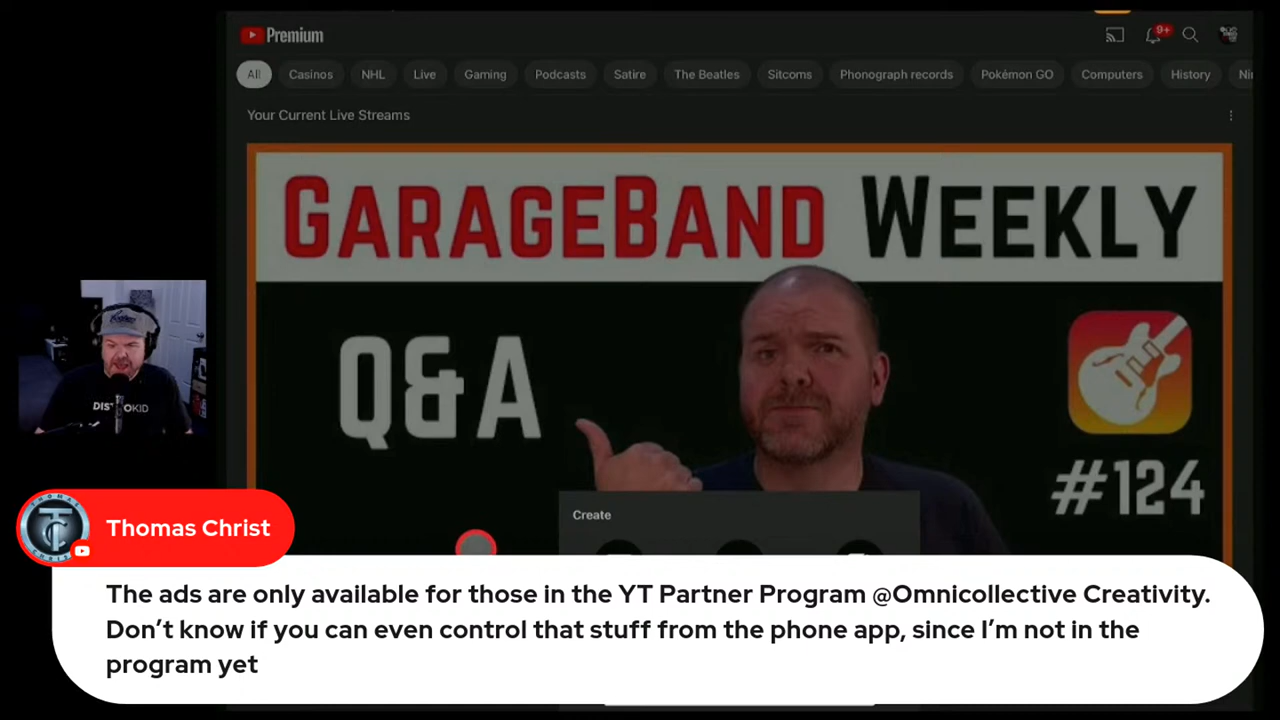 Premium
9+
All
Casinos
NHL
Live
Gaming
Podcasts
Satire
The Beatles
Sitcoms
Phonograph records
Pokémon GO
Computers
History
Your Current Live Streams
GARAGEBAND WEEKLY
Q&A
#124
Create
Thomas Christ
The ads are only available for those in the YT Partner Program @Omnicollective Creativity.
Don't know if you can even control that stuff from the phone app, since I'm not in the
program yet